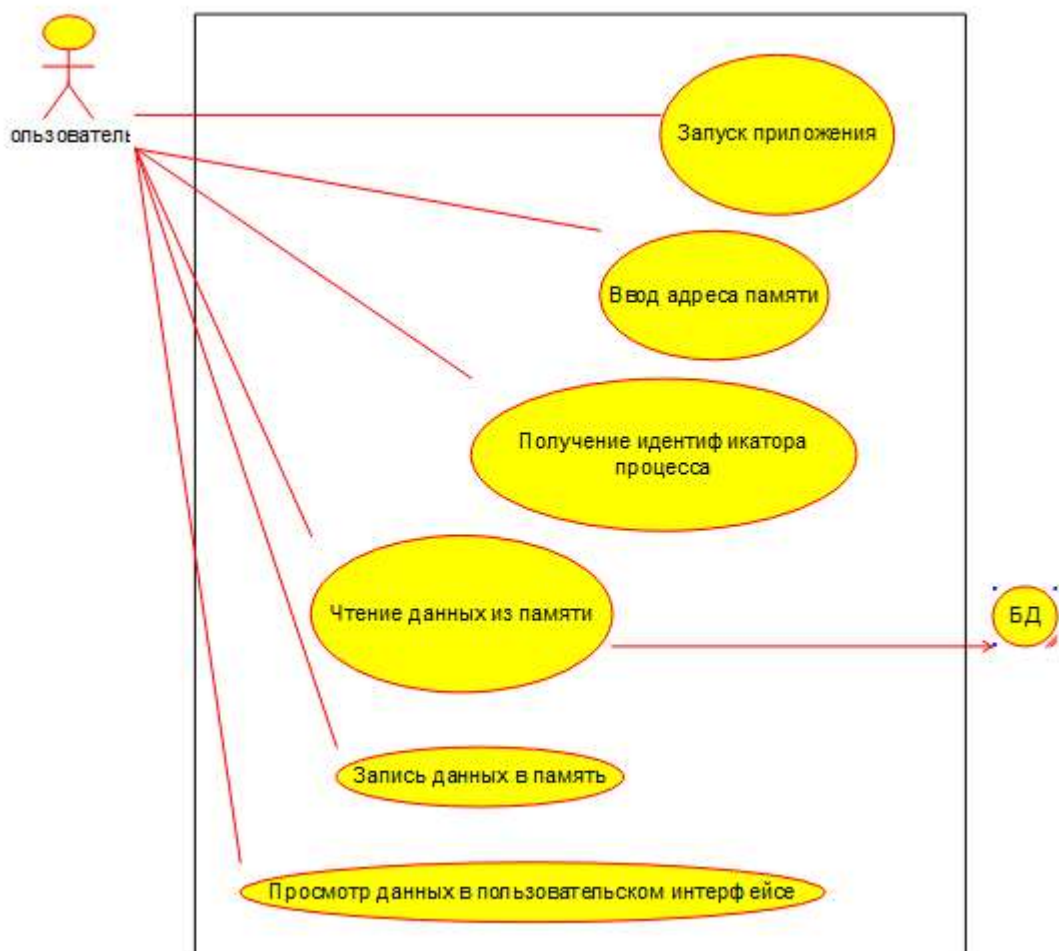 ользователь
Запуск приложения
Ввод адреса памяти
Получение идентификатора
процесса
Чтение данных из памяти
БД
Запись данных в память
Просмотр данных в пользовательском интерфейсе